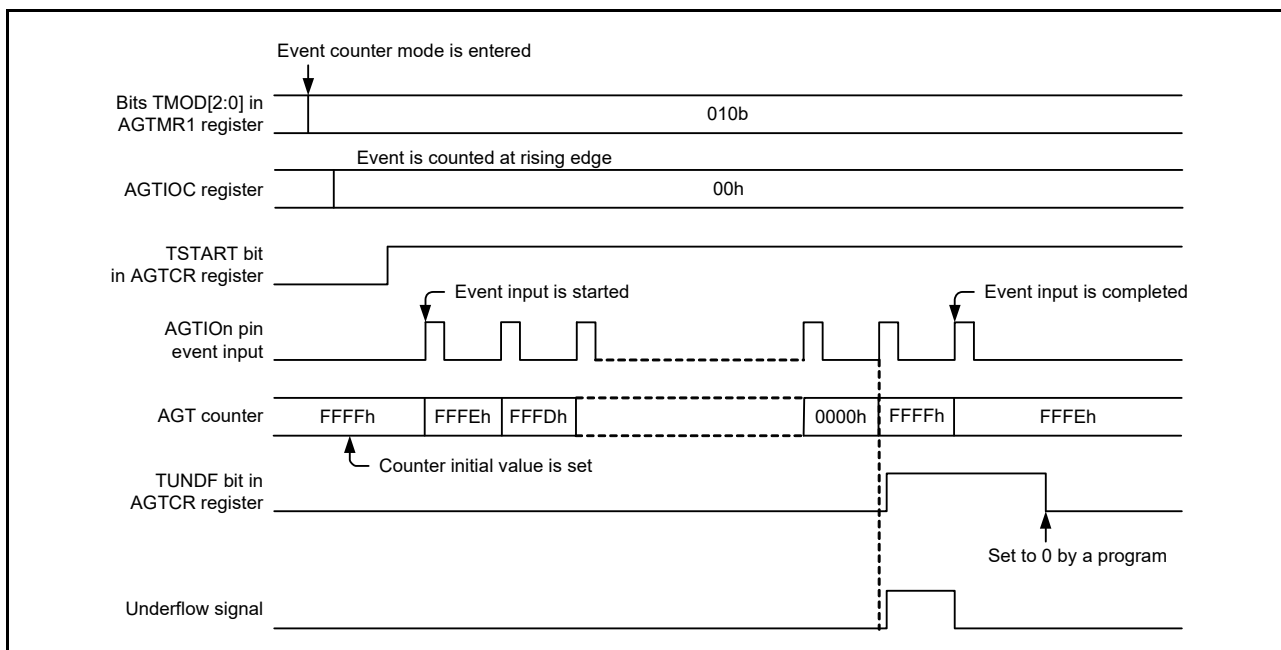 Event counter mode is entered
Bits TMOD[2:0] in
AGTMR1 register
010b
Event is counted at rising edge
AGTIOC register
00h
TSTART bit
in AGTCR register
Event input is started
Event input is completed
AGTIOn pin
event input
AGT counter
FFFFh
FFFEh
FFFDh
0000h
FFFFh
FFFEh
Counter initial value is set
TUNDF bit in
AGTCR register
Set to 0 by a program
Underflow signal